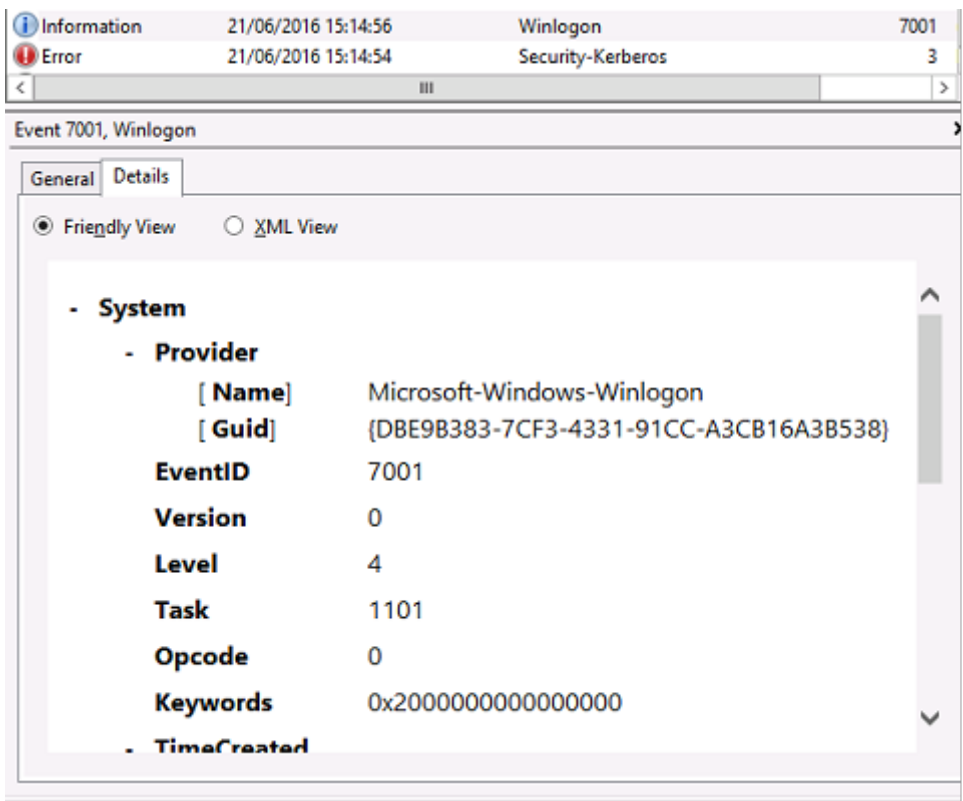 Information 21/06/2016 15:14:56 Winlogon 7001
Error 21/06/2016 15:14:54 Security-Kerberos 3
Event 7001, Winlogon
General Details
Friendly View XML View
- System
- Provider
[ Name] Microsoft-Windows-Winlogon
[ Guid] {DBE9B383-7CF3-4331-91CC-A3CB16A3B538}
EventID 7001
Version 0
Level 4
Task 1101
Opcode 0
Keywords 0x2000000000000000
- TimeCreated